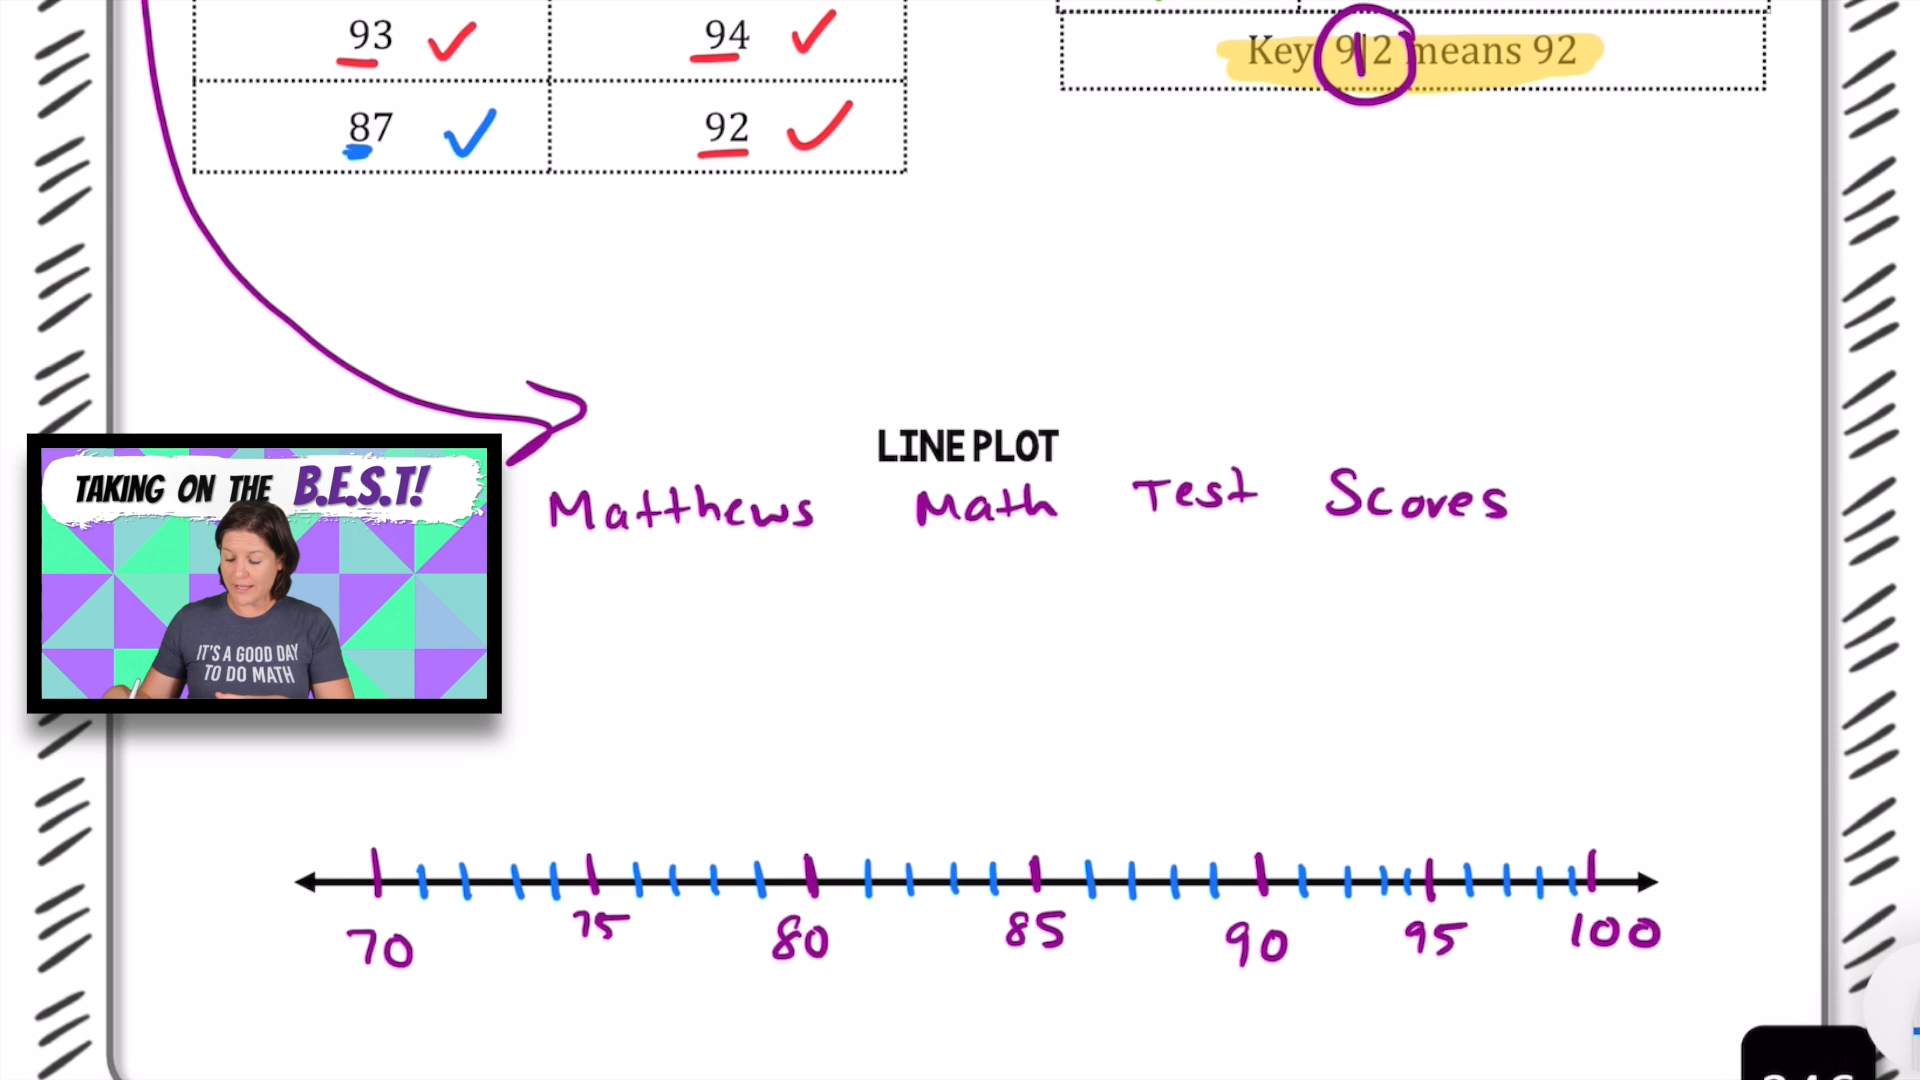 93 94
Key 9|2 means 92
87 92
LINE PLOT
Matthews Math Test Scores
TAKING ON THE B.E.S.T!
IT'S A GOOD DAY
TO DO MATH
70 75 80 85 90 95 100